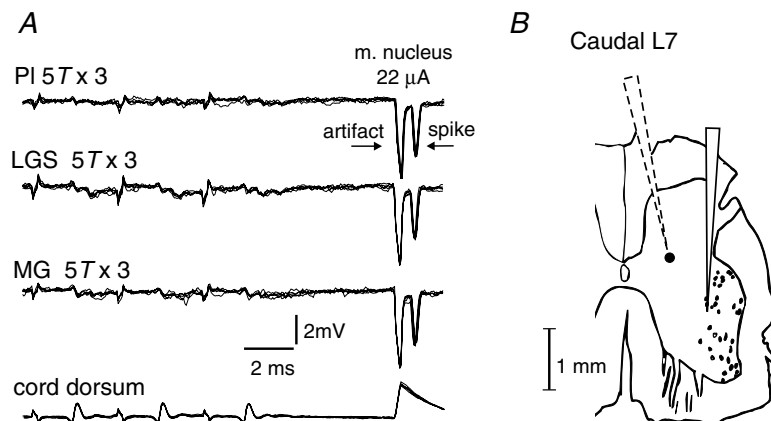 A
PI 5T x 3
m. nucleus
22 µA
artifact
spike
LGS 5T x 3
MG 5T x 3
2mV
2 ms
cord dorsum
B
Caudal L7
1 mm